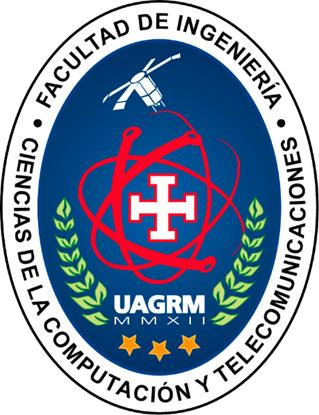 • FACULTAD DE INGENIERÍA •
CIENCIAS DE LA COMPUTACIÓN Y TELECOMUNICACIONES
UAGRM
MMXII